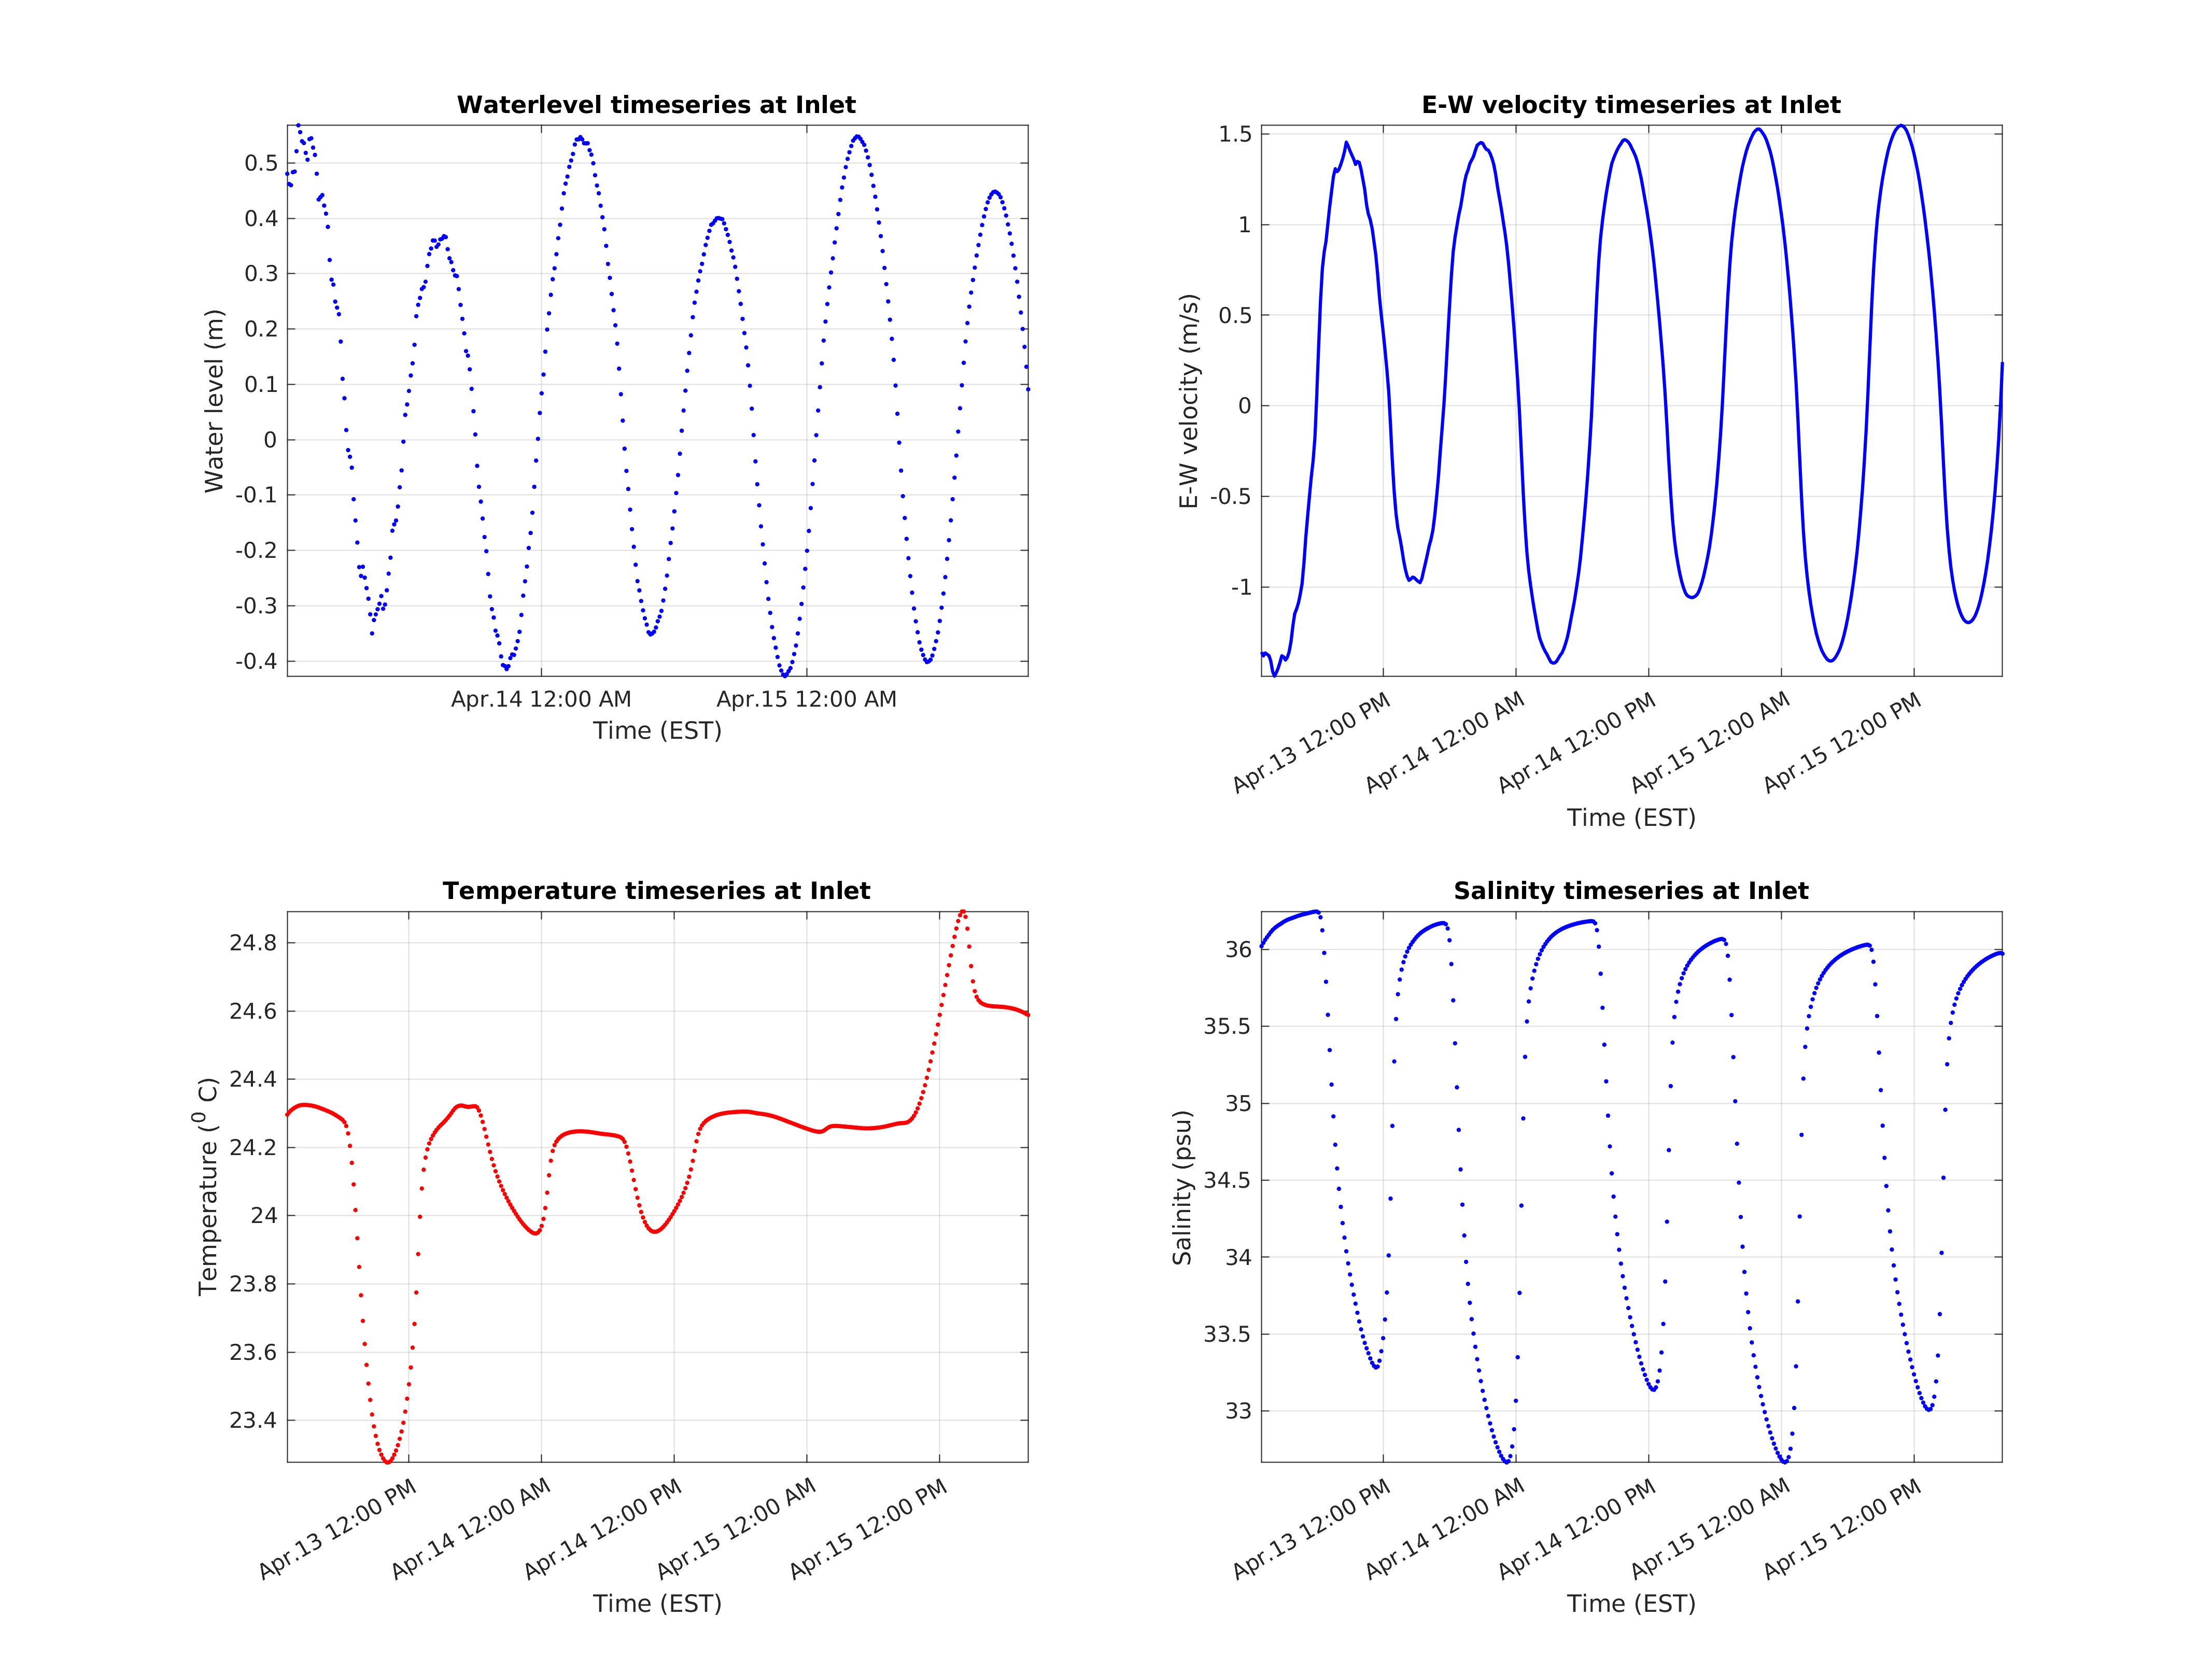 Waterlevel timeseries at Inlet
0.5
0.4
0.3
0.2
0.1
0
-0.1
-0.2
-0.3
-0.4
Water level (m)
Apr.14 12:00 AM
Apr.15 12:00 AM
Time (EST)
E-W velocity timeseries at Inlet
1.5
1
0.5
0
-0.5
-1
E-W velocity (m/s)
Apr.13 12:00 PM
Apr.14 12:00 AM
Apr.14 12:00 PM
Apr.15 12:00 AM
Apr.15 12:00 PM
Time (EST)
Temperature timeseries at Inlet
24.8
24.6
24.4
24.2
24
23.8
23.6
23.4
Temperature (⁰ C)
Apr.13 12:00 PM
Apr.14 12:00 AM
Apr.14 12:00 PM
Apr.15 12:00 AM
Apr.15 12:00 PM
Time (EST)
Salinity timeseries at Inlet
36
35.5
35
34.5
34
33.5
33
Salinity (psu)
Apr.13 12:00 PM
Apr.14 12:00 AM
Apr.14 12:00 PM
Apr.15 12:00 AM
Apr.15 12:00 PM
Time (EST)